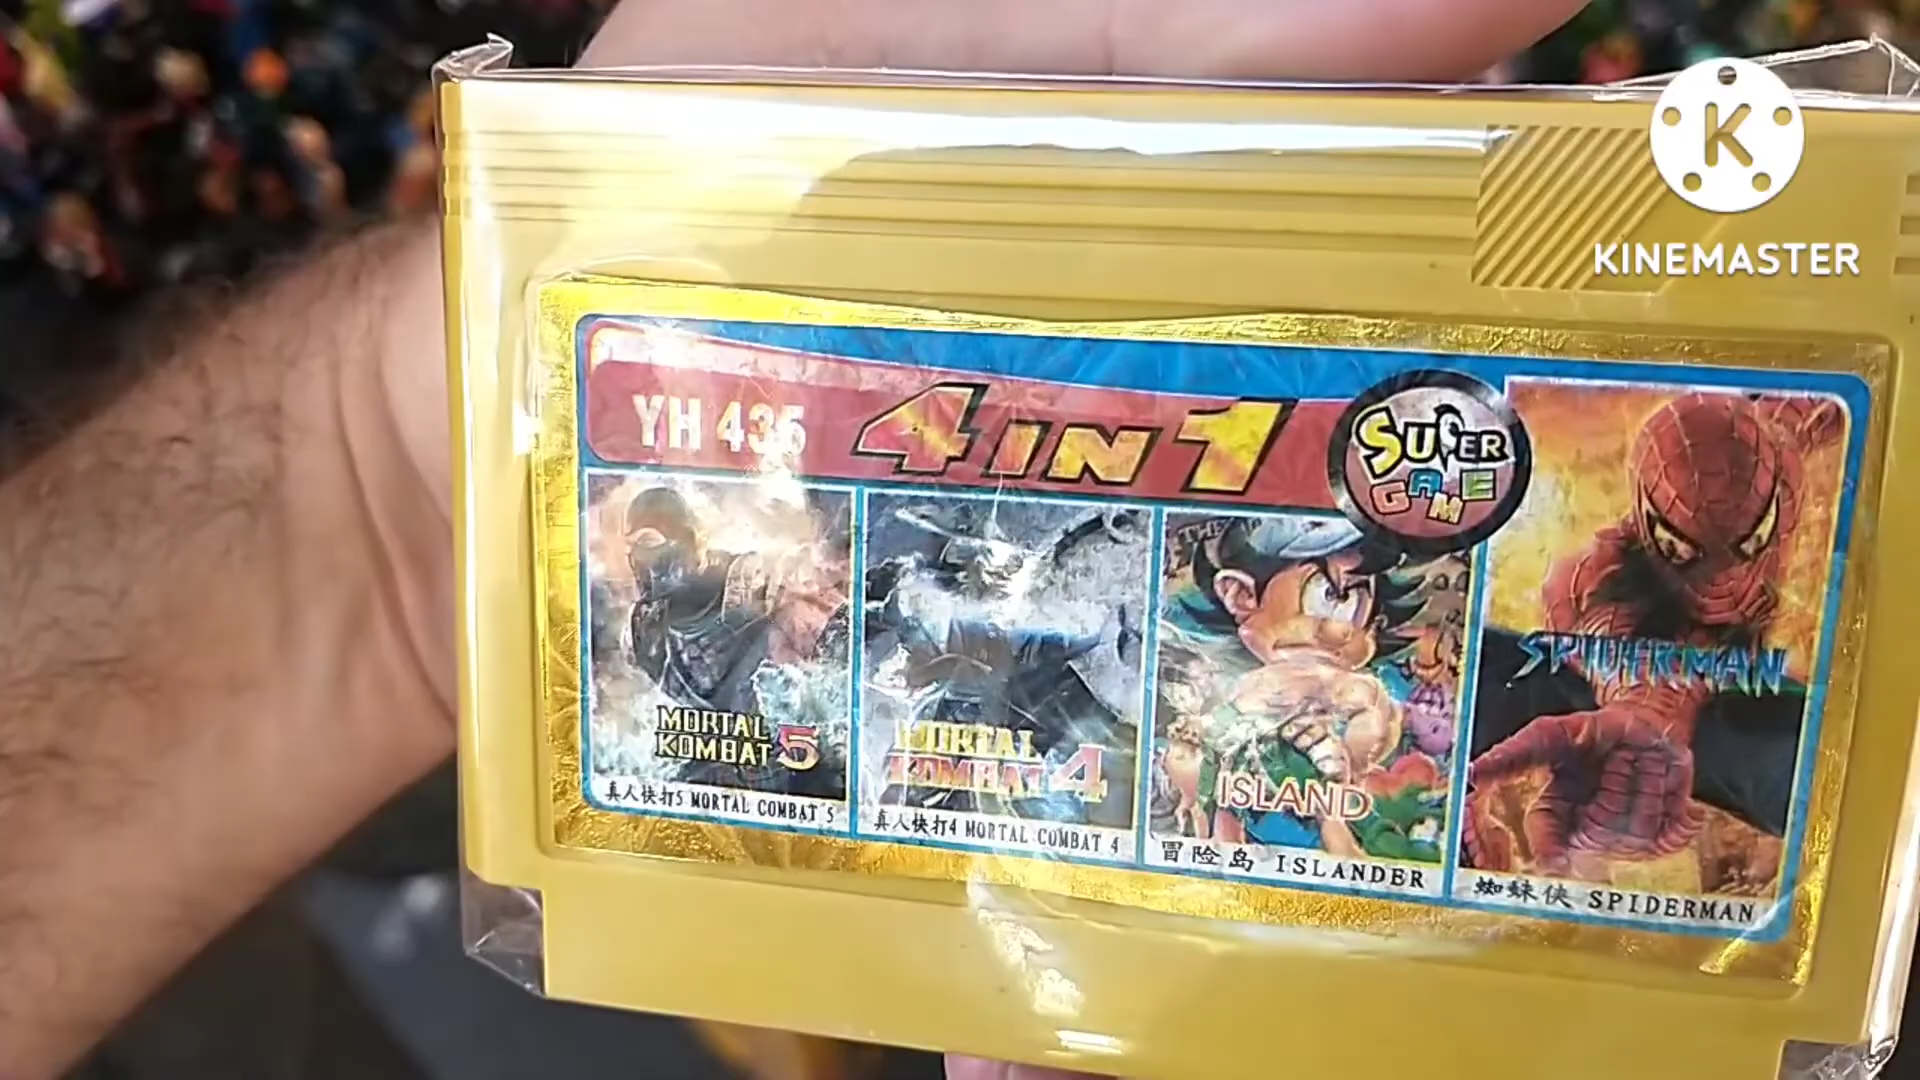 K
KINEMASTER
YH 435
4 IN 1
SUPER
GAME
MORTAL
KOMBAT 5
MORTAL
KOMBAT 4
THE
ISLAND
SPIDERMAN
真人快打5 MORTAL COMBAT 5
真人快打4 MORTAL COMBAT 4
冒险岛 ISLANDER
蜘蛛侠 SPIDERMAN